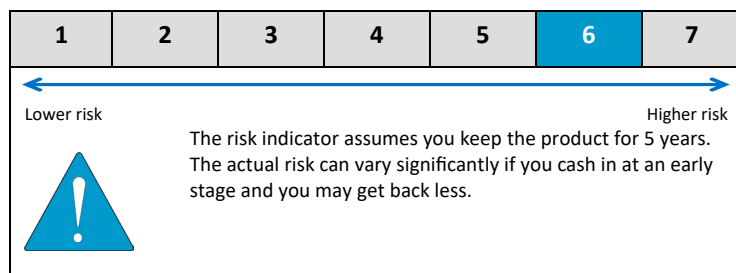 1 2 3 4 5 6 7
Lower risk Higher risk
The risk indicator assumes you keep the product for 5 years.
The actual risk can vary significantly if you cash in at an early
stage and you may get back less.